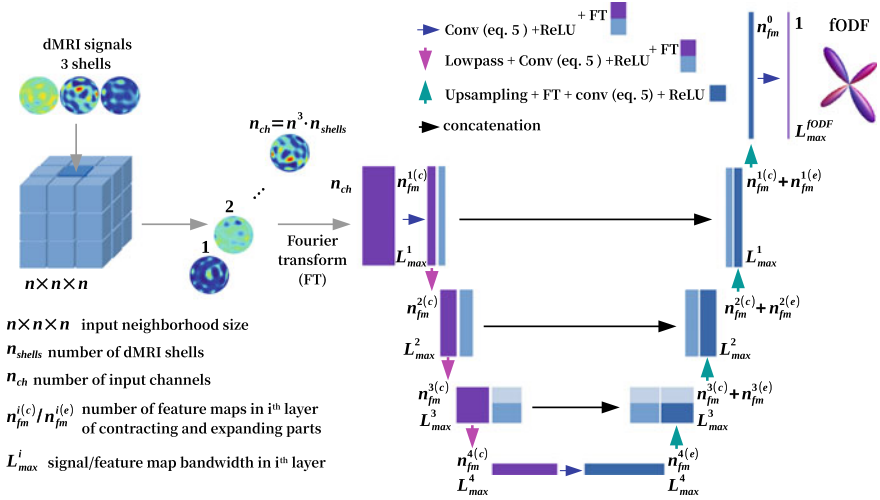 dMRI signals
3 shells
n×n×n
n_ch=n^3·n_shells
2
1
...
Fourier
transform
(FT)
n×n×n input neighborhood size
n_shells number of dMRI shells
n_ch number of input channels
n_fm^i(c)/n_fm^i(e) number of feature maps in i^th layer
of contracting and expanding parts
L_max^i signal/feature map bandwidth in i^th layer
Conv (eq. 5 ) +ReLU + FT
Lowpass + Conv (eq. 5 ) +ReLU + FT
Upsampling + FT + conv (eq. 5) + ReLU
concatenation
n_ch
n_fm^1(c)
L_max^1
n_fm^2(c)
L_max^2
n_fm^3(c)
L_max^3
n_fm^4(c)
L_max^4
n_fm^4(e)
L_max^4
n_fm^3(c)+n_fm^3(e)
L_max^3
n_fm^2(c)+n_fm^2(e)
L_max^2
n_fm^1(c)+n_fm^1(e)
L_max^1
n_fm^0
1
fODF
L_max^fODF